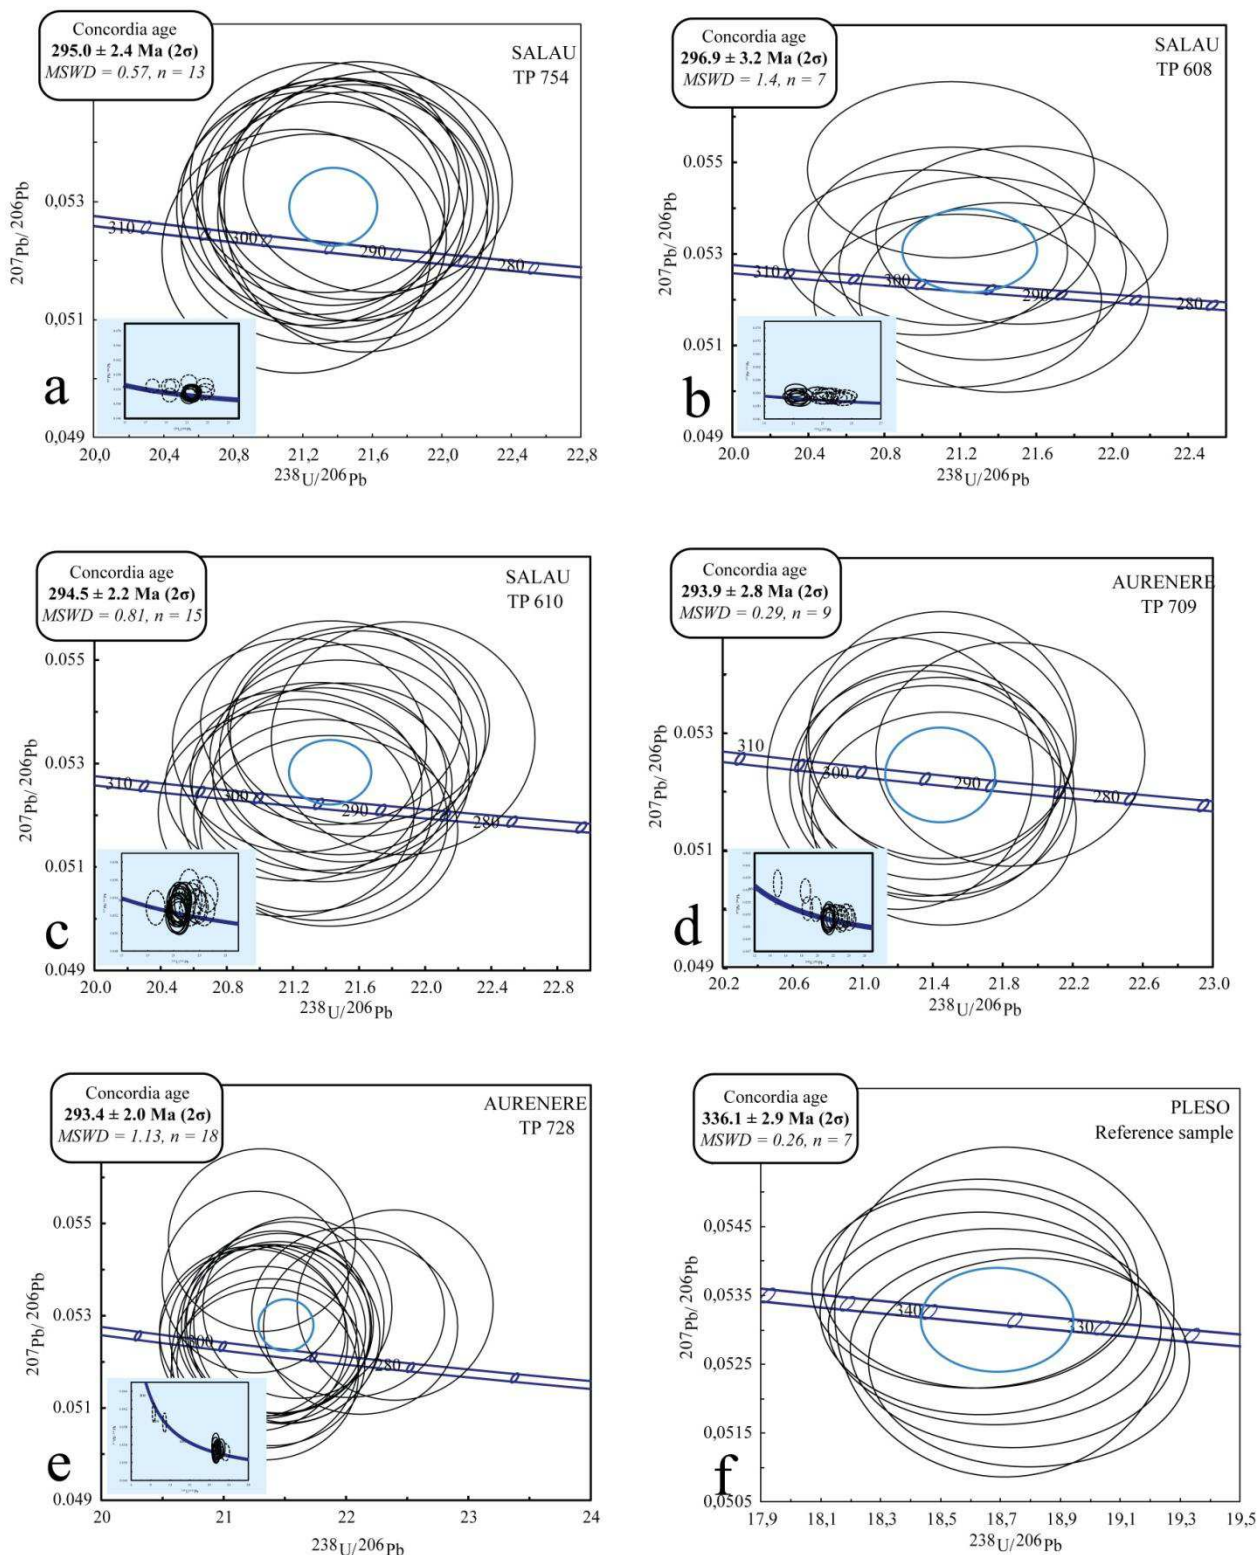 Concordia age
295.0 ± 2.4 Ma (2σ)
MSWD = 0.57, n = 13
SALAU
TP 754
0,053
0,051
0,049
207Pb/ 206Pb
310
300
290
280
a
20,0 20,4 20,8 21,2 21,6 22,0 22,4 22,8
238U/206Pb
Concordia age
296.9 ± 3.2 Ma (2σ)
MSWD = 1.4, n = 7
SALAU
TP 608
0.055
0.053
0.051
0.049
207Pb/ 206Pb
310
300
290
280
b
20.0 20.4 20.8 21.2 21.6 22.0 22.4
238U/206Pb
Concordia age
294.5 ± 2.2 Ma (2σ)
MSWD = 0.81, n = 15
SALAU
TP 610
0.055
0.053
0.051
0.049
207Pb/ 206Pb
310
300
290
280
c
20.0 20.4 20.8 21.2 21.6 22.0 22.4 22.8
238U/206Pb
Concordia age
293.9 ± 2.8 Ma (2σ)
MSWD = 0.29, n = 9
AURENERE
TP 709
0.053
0.051
0.049
207Pb/ 206Pb
310
300
290
280
d
20.2 20.6 21.0 21.4 21.8 22.2 22.6 23.0
238U/206Pb
Concordia age
293.4 ± 2.0 Ma (2σ)
MSWD = 1.13, n = 18
AURENERE
TP 728
0.055
0.053
0.051
0.049
207Pb/ 206Pb
300
280
e
20 21 22 23 24
238U/206Pb
Concordia age
336.1 ± 2.9 Ma (2σ)
MSWD = 0.26, n = 7
PLESO
Reference sample
0,0545
0,0535
0,0525
0,0515
0,0505
207Pb/ 206Pb
340
330
f
17,9 18,1 18,3 18,5 18,7 18,9 19,1 19,3 19,5
238U/206Pb